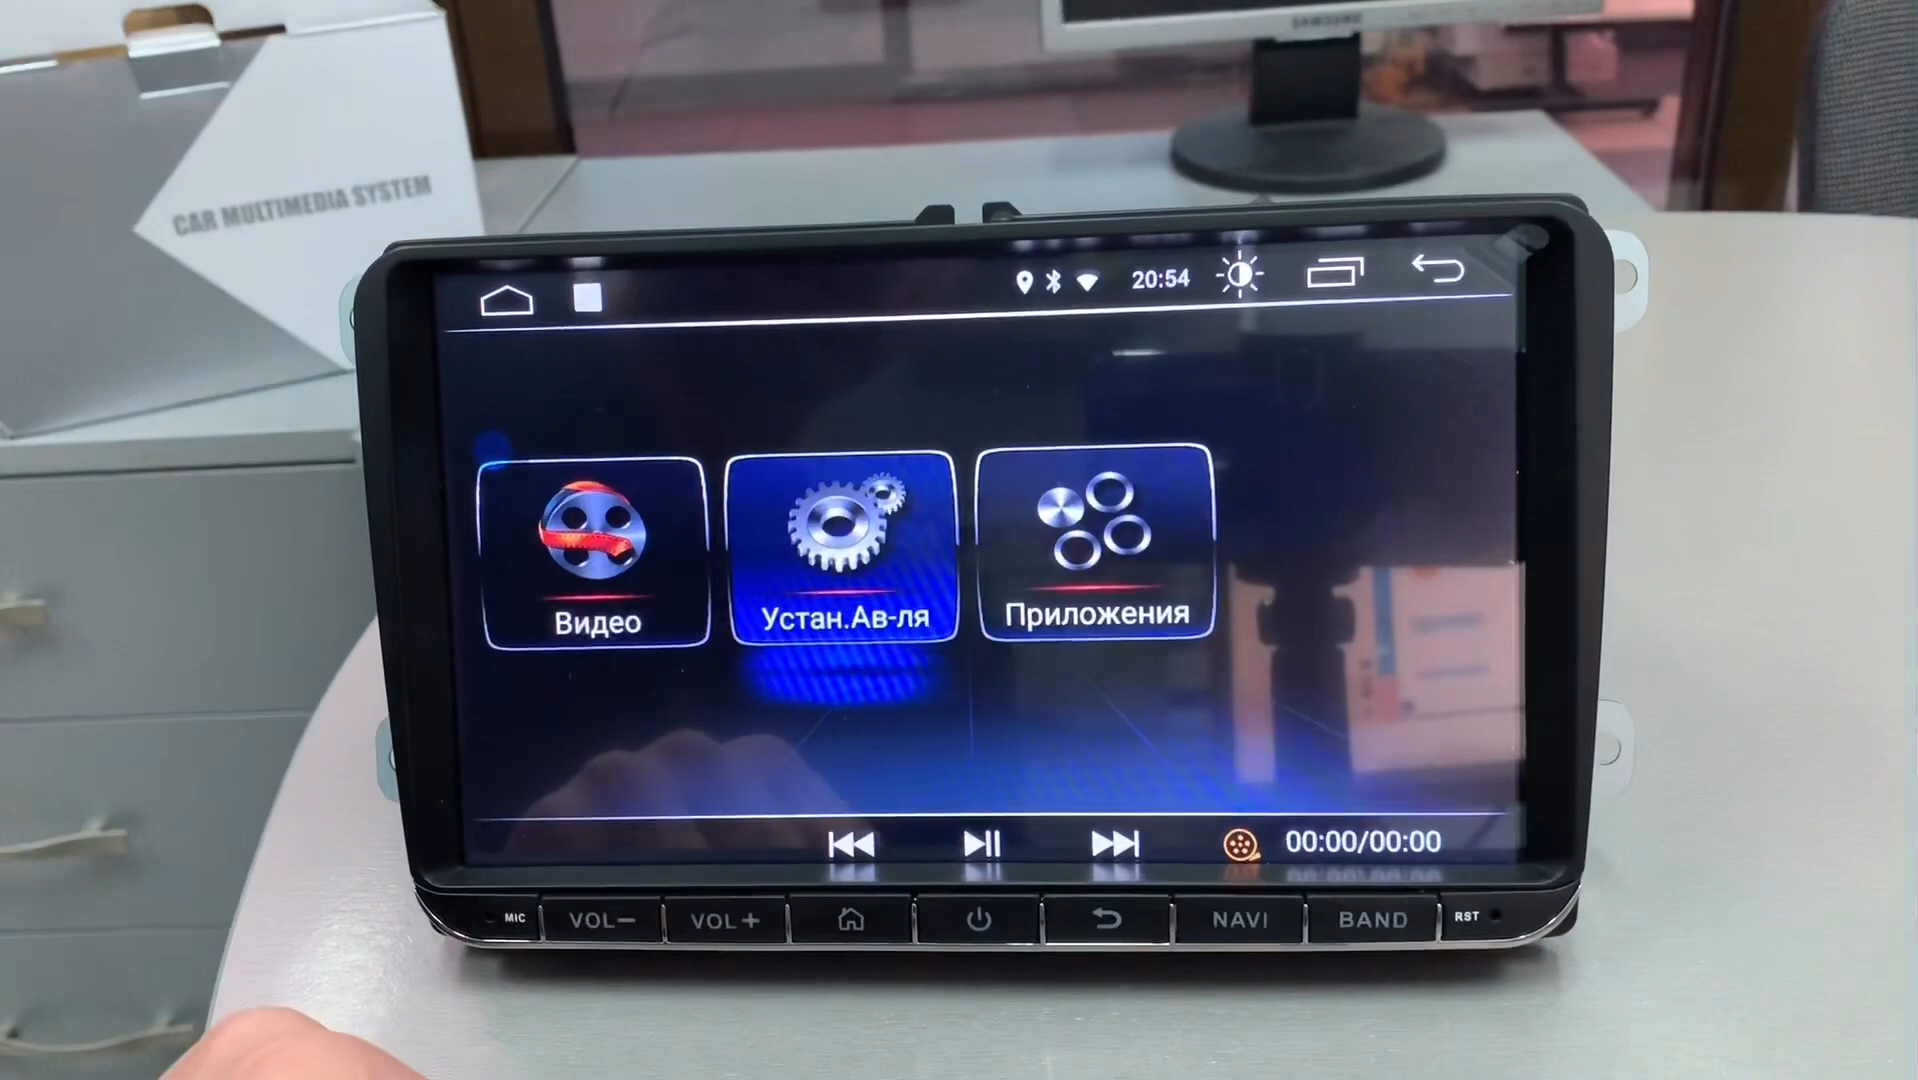 SAMSUNG
CAR MULTIMEDIA SYSTEM
20:54
Видео
Устан.Ав-ля
Приложения
00:00/00:00
MIC
VOL−
VOL+
NAVI
BAND
RST